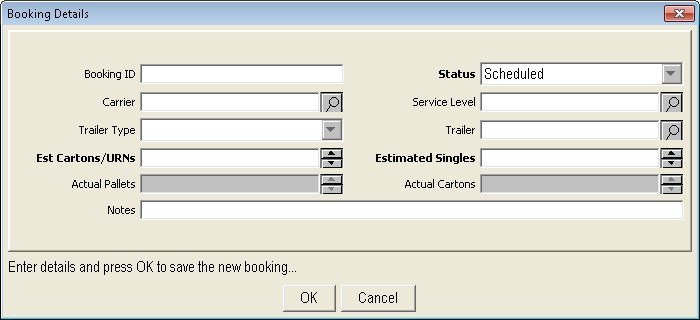 Booking Details
Booking ID Status Scheduled
Carrier Service Level
Trailer Type Trailer
Est Cartons/URNs Estimated Singles
Actual Pallets Actual Cartons
Notes
Enter details and press OK to save the new booking...
OK Cancel